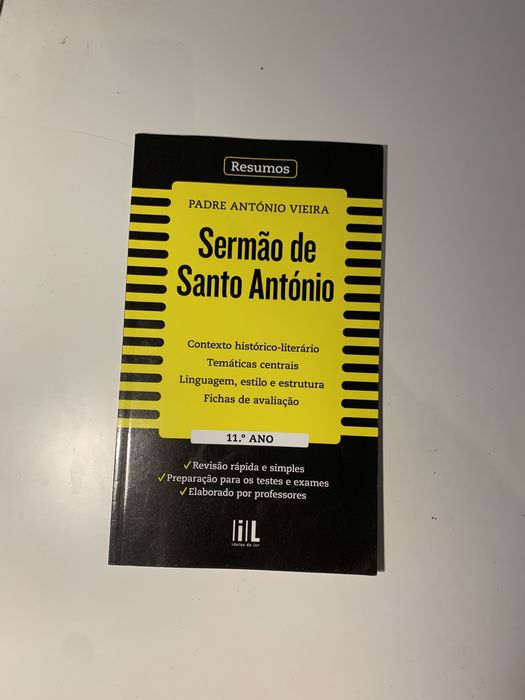 Resumos
PADRE ANTÓNIO VIEIRA
Sermão de
Santo António
Contexto histórico-literário
Temáticas centrais
Linguagem, estilo e estrutura
Fichas de avaliação
11.º ANO
✓Revisão rápida e simples
✓Preparação para os testes e exames
✓Elaborado por professores
|i|L
ideias de ler